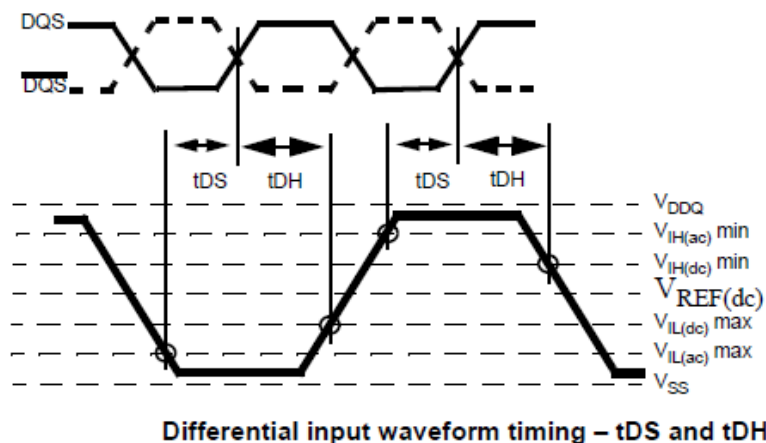 DQS
DQS
tDS tDH tDS tDH
VDDQ
VIH(ac) min
VIH(dc) min
VREF(dc)
VIL(dc) max
VIL(ac) max
VSS
Differential input waveform timing – tDS and tDH